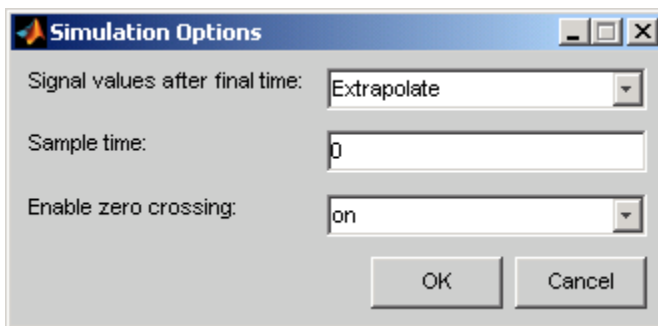 Simulation Options
Signal values after final time: Extrapolate
Sample time: 0
Enable zero crossing: on
OK Cancel